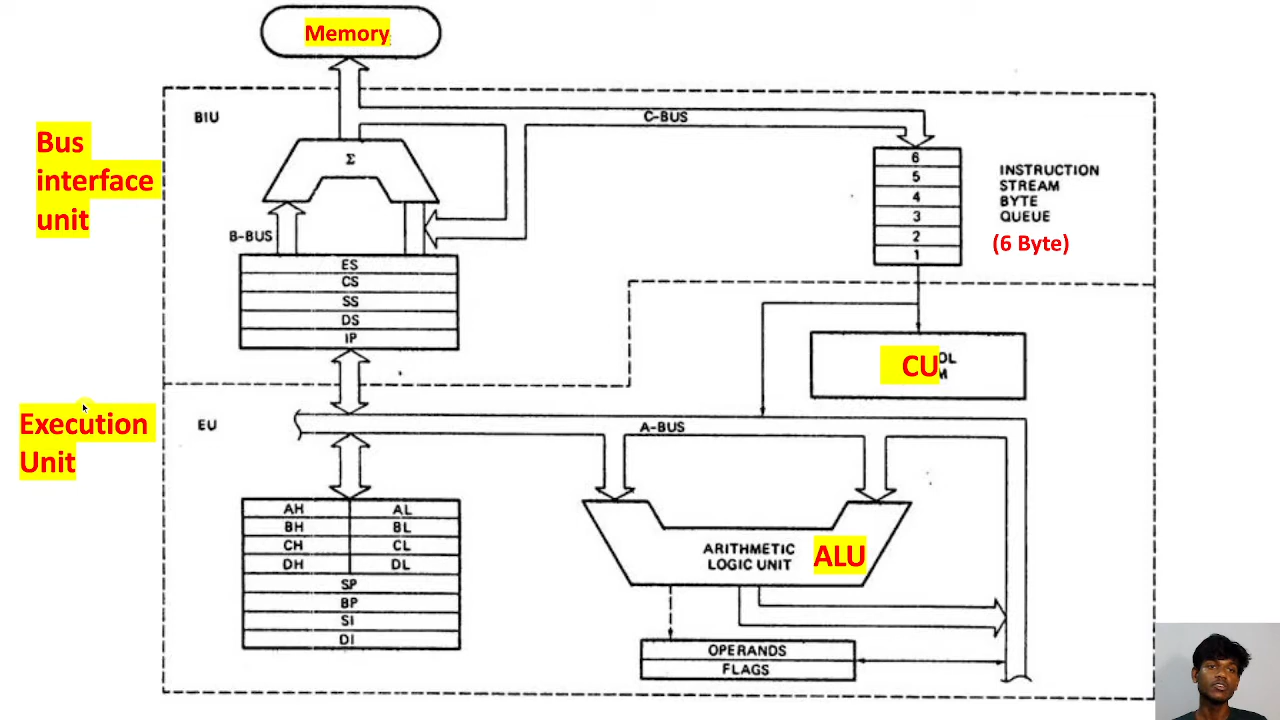 Memory
BIU
C-BUS
Bus
interface
unit
Σ
6
5
4
3
2
1
INSTRUCTION
STREAM
BYTE
QUEUE
(6 Byte)
B-BUS
ES
CS
SS
DS
IP
CU
OL
M
Execution
Unit
EU
A-BUS
AH AL
BH BL
CH CL
DH DL
SP
BP
SI
DI
ARITHMETIC
LOGIC UNIT
ALU
OPERANDS
FLAGS